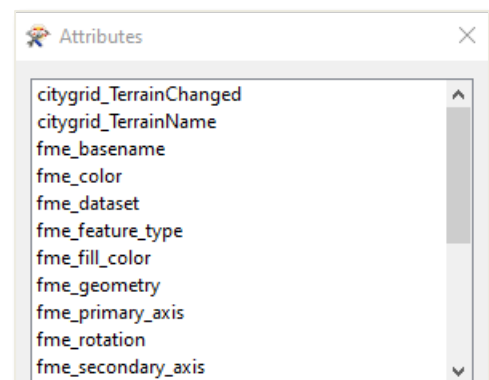 Attributes
citygrid_TerrainChanged
citygrid_TerrainName
fme_basename
fme_color
fme_dataset
fme_feature_type
fme_fill_color
fme_geometry
fme_primary_axis
fme_rotation
fme_secondary_axis